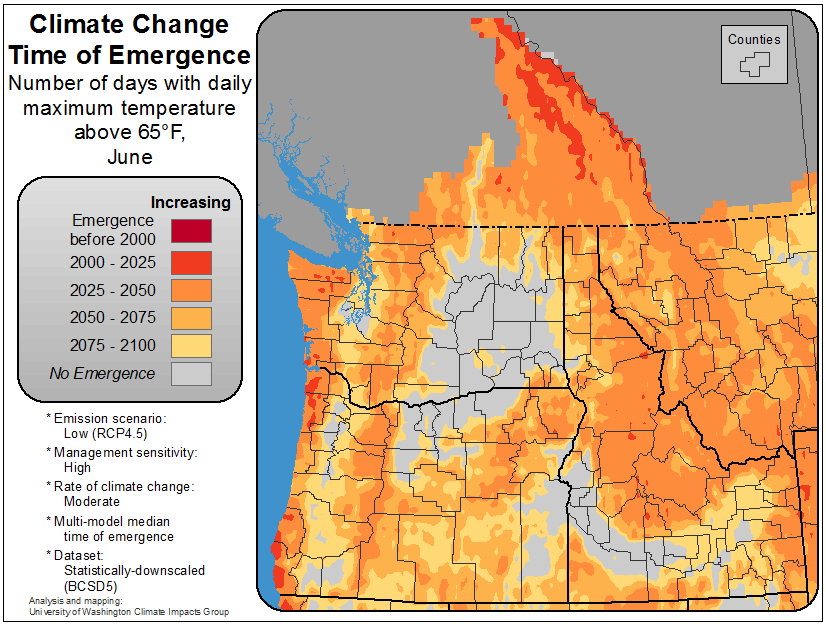 Climate Change
Time of Emergence
Number of days with daily
maximum temperature
above 65°F,
June
Increasing
Emergence
before 2000
2000 - 2025
2025 - 2050
2050 - 2075
2075 - 2100
No Emergence
* Emission scenario:
Low (RCP4.5)
* Management sensitivity:
High
* Rate of climate change:
Moderate
* Multi-model median
time of emergence
* Dataset:
Statistically-downscaled
(BCSD5)
Analysis and mapping:
University of Washington Climate Impacts Group
Counties